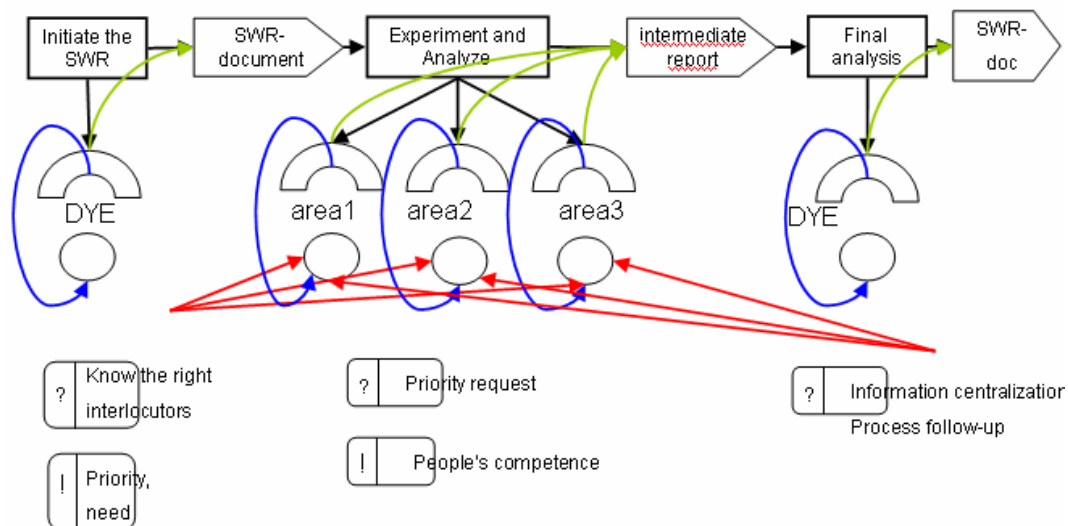 Initiate the
SWR
SWR-
document
Experiment and
Analyze
intermediate
report
Final
analysis
SWR-
doc
DYE
area1
area2
area3
DYE
?
Know the right
interlocutors
!
Priority,
need
?
Priority request
!
People's competence
?
Information centralization
Process follow-up